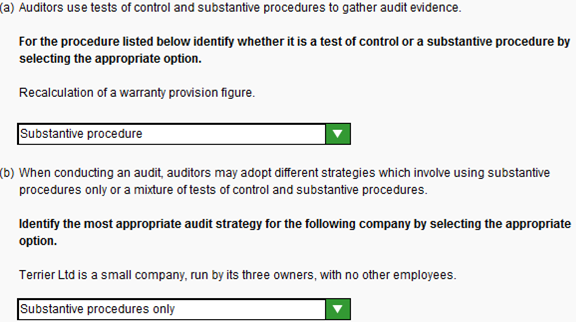 (a) Auditors use tests of control and substantive procedures to gather audit evidence.
For the procedure listed below identify whether it is a test of control or a substantive procedure by
selecting the appropriate option.
Recalculation of a warranty provision figure.
Substantive procedure
(b) When conducting an audit, auditors may adopt different strategies which involve using substantive
procedures only or a mixture of tests of control and substantive procedures.
Identify the most appropriate audit strategy for the following company by selecting the appropriate
option.
Terrier Ltd is a small company, run by its three owners, with no other employees.
Substantive procedures only